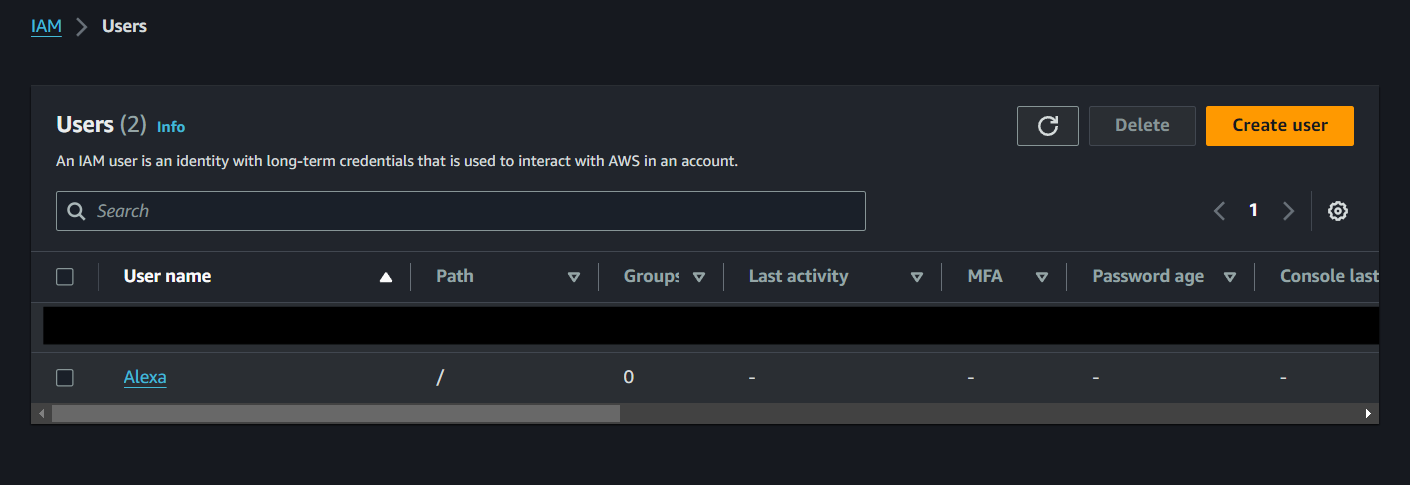 IAM > Users
Users (2) Info
Delete
Create user
An IAM user is an identity with long-term credentials that is used to interact with AWS in an account.
Search
1
User name Path Groups Last activity MFA Password age Console last
Alexa / 0 - - - -